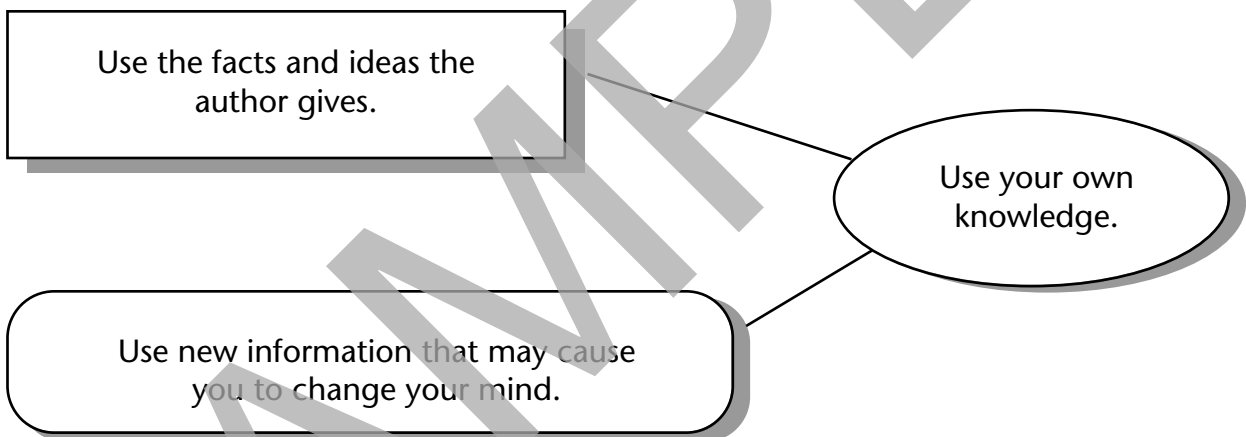 Use the facts and ideas the
author gives.
Use your own
knowledge.
Use new information that may cause
you to change your mind.